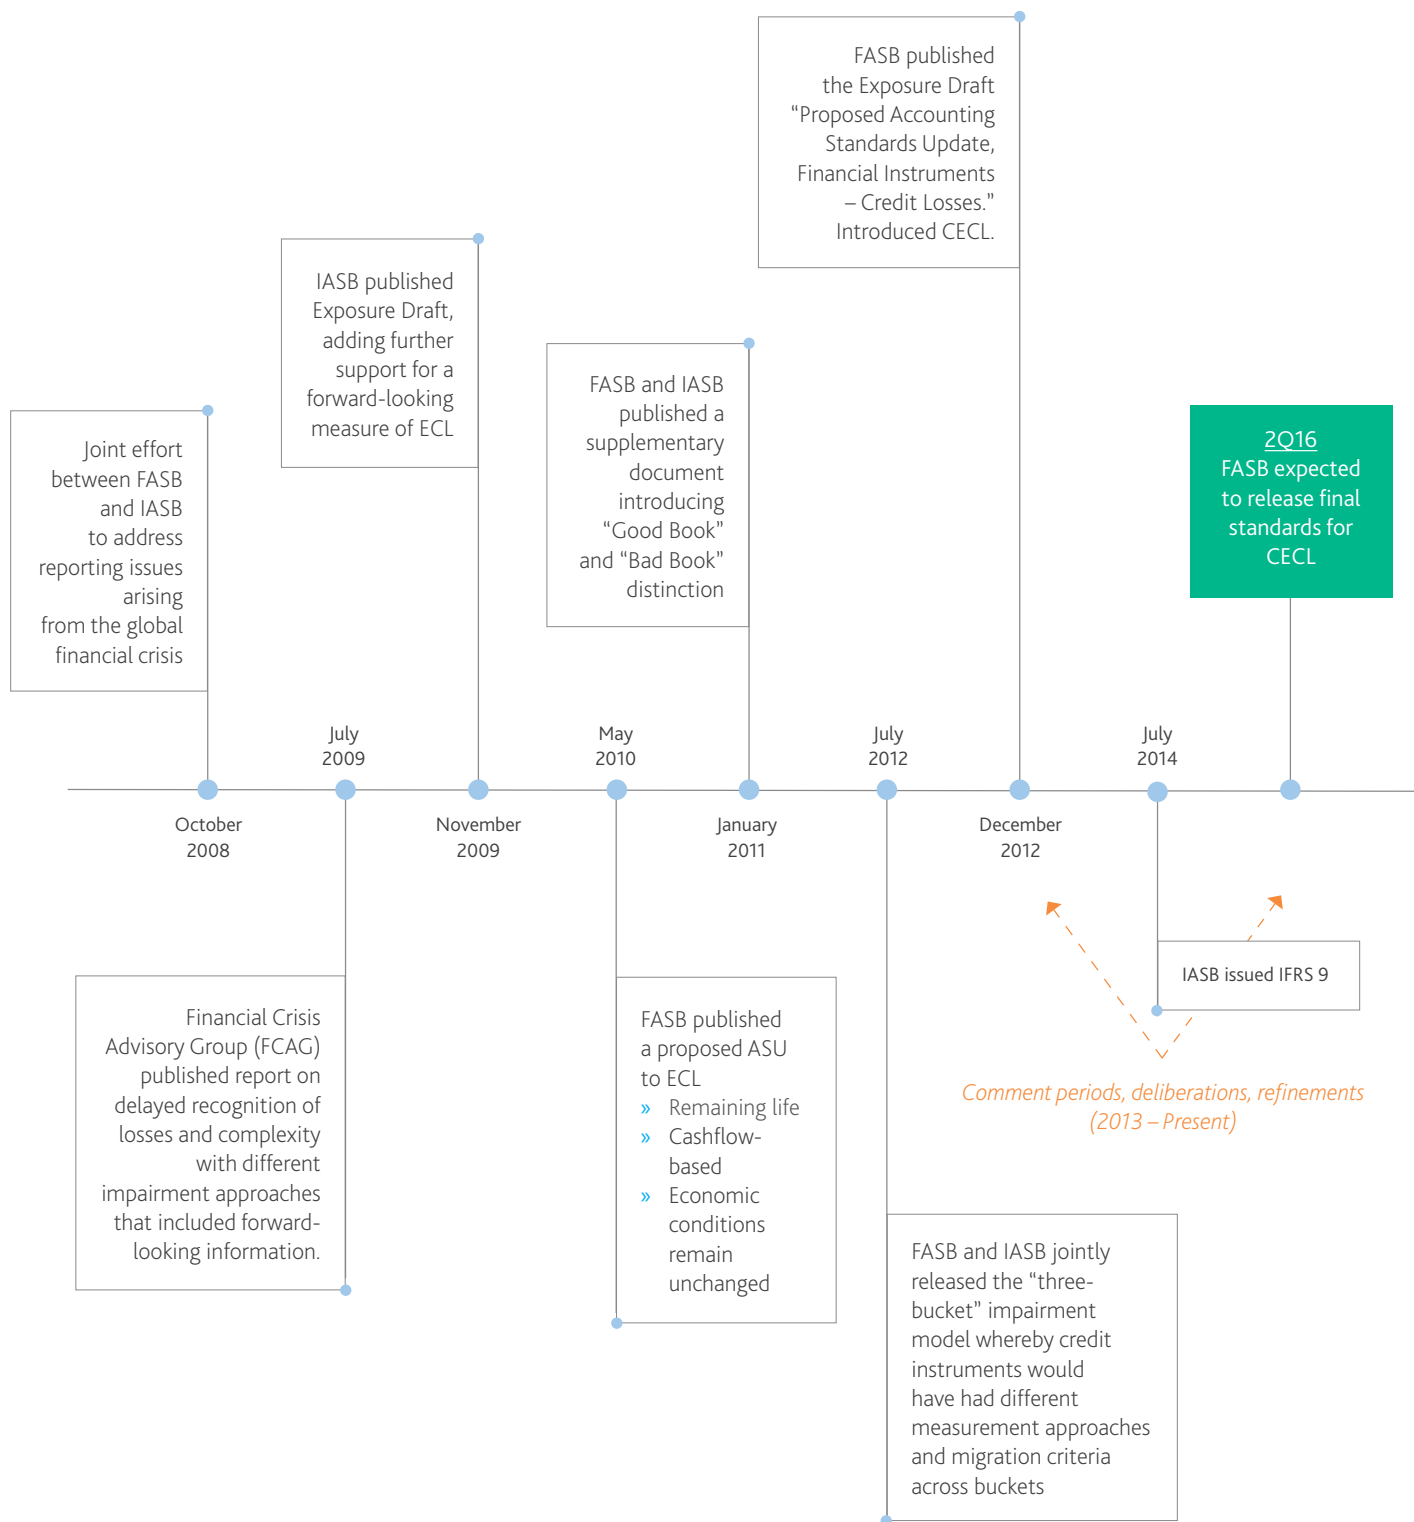 FASB published
the Exposure Draft
“Proposed Accounting
Standards Update,
Financial Instruments
– Credit Losses.”
Introduced CECL.
IASB published
Exposure Draft,
adding further
support for a
forward-looking
measure of ECL
FASB and IASB
published a
supplementary
document
introducing
“Good Book”
and “Bad Book”
distinction
Joint effort
between FASB
and IASB
to address
reporting issues
arising
from the global
financial crisis
2Q16
FASB expected
to release final
standards for
CECL
July
2009
May
2010
July
2012
July
2014
October
2008
November
2009
January
2011
December
2012
Financial Crisis
Advisory Group (FCAG)
published report on
delayed recognition of
losses and complexity
with different
impairment approaches
that included forward-
looking information.
FASB published
a proposed ASU
to ECL
» Remaining life
» Cashflow-
based
» Economic
conditions
remain
unchanged
IASB issued IFRS 9
Comment periods, deliberations, refinements
(2013 – Present)
FASB and IASB jointly
released the “three-
bucket” impairment
model whereby credit
instruments would
have had different
measurement approaches
and migration criteria
across buckets